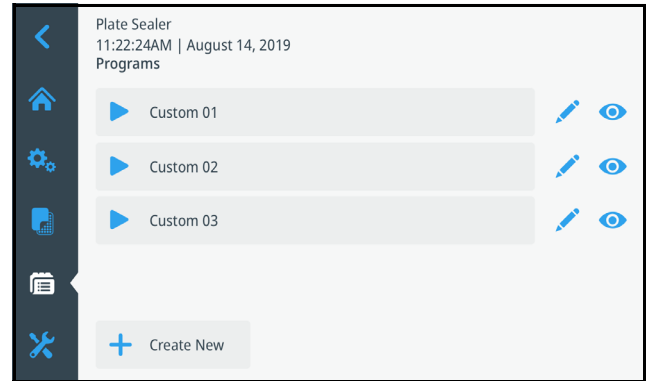 Plate Sealer
11:22:24AM | August 14, 2019
Programs
Custom 01
Custom 02
Custom 03
Create New